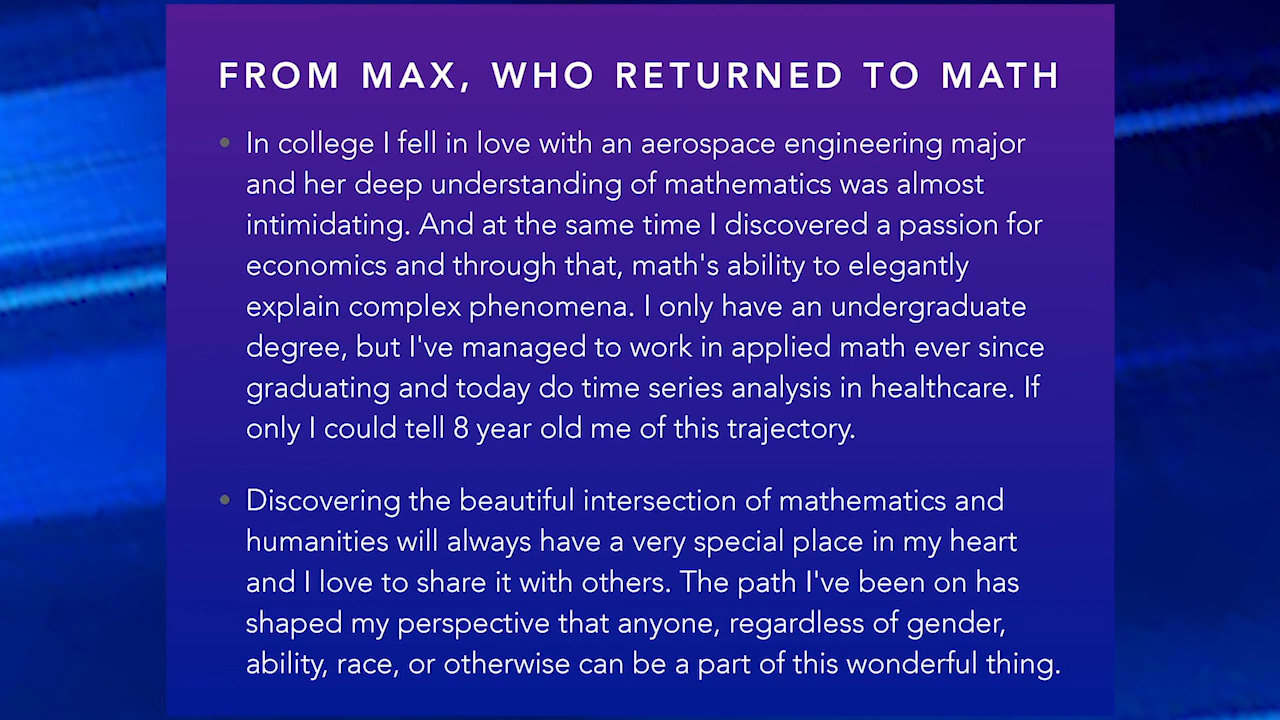 FROM MAX, WHO RETURNED TO MATH
• In college I fell in love with an aerospace engineering major
and her deep understanding of mathematics was almost
intimidating. And at the same time I discovered a passion for
economics and through that, math's ability to elegantly
explain complex phenomena. I only have an undergraduate
degree, but I've managed to work in applied math ever since
graduating and today do time series analysis in healthcare. If
only I could tell 8 year old me of this trajectory.
• Discovering the beautiful intersection of mathematics and
humanities will always have a very special place in my heart
and I love to share it with others. The path I've been on has
shaped my perspective that anyone, regardless of gender,
ability, race, or otherwise can be a part of this wonderful thing.